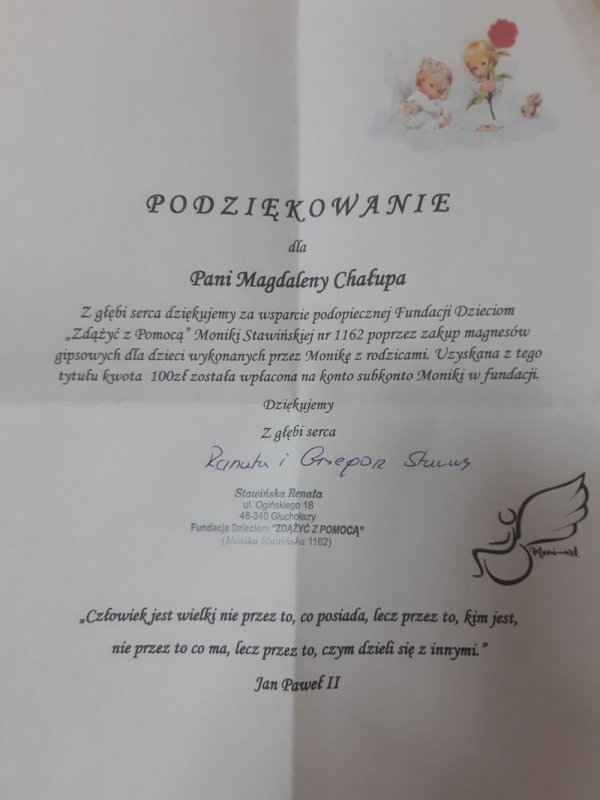 PODZIĘKOWANIE
dla
Pani Magdaleny Chałupa
Z głębi serca dziękujemy za wsparcie podopiecznej Fundacji Dzieciom
„Zdążyć z Pomocą” Moniki Stawińskiej nr 1162 poprzez zakup magnesów
gipsowych dla dzieci wykonanych przez Monikę z rodzicami. Uzyskana z tego
tytułu kwota 100zł została wpłacona na konto subkonto Moniki w fundacji.
Dziękujemy
Z głębi serca
Renata i Grzegorz
Stawińska Renata
ul. Ogińskiego 18
48-340 Głuchołazy
Fundacja Dzieciom "ZDĄŻYĆ Z POMOCĄ"
(Monika Stawińska 1162)
Moni-art
„Człowiek jest wielki nie przez to, co posiada, lecz przez to, kim jest,
nie przez to co ma, lecz przez to, czym dzieli się z innymi.”
Jan Paweł II